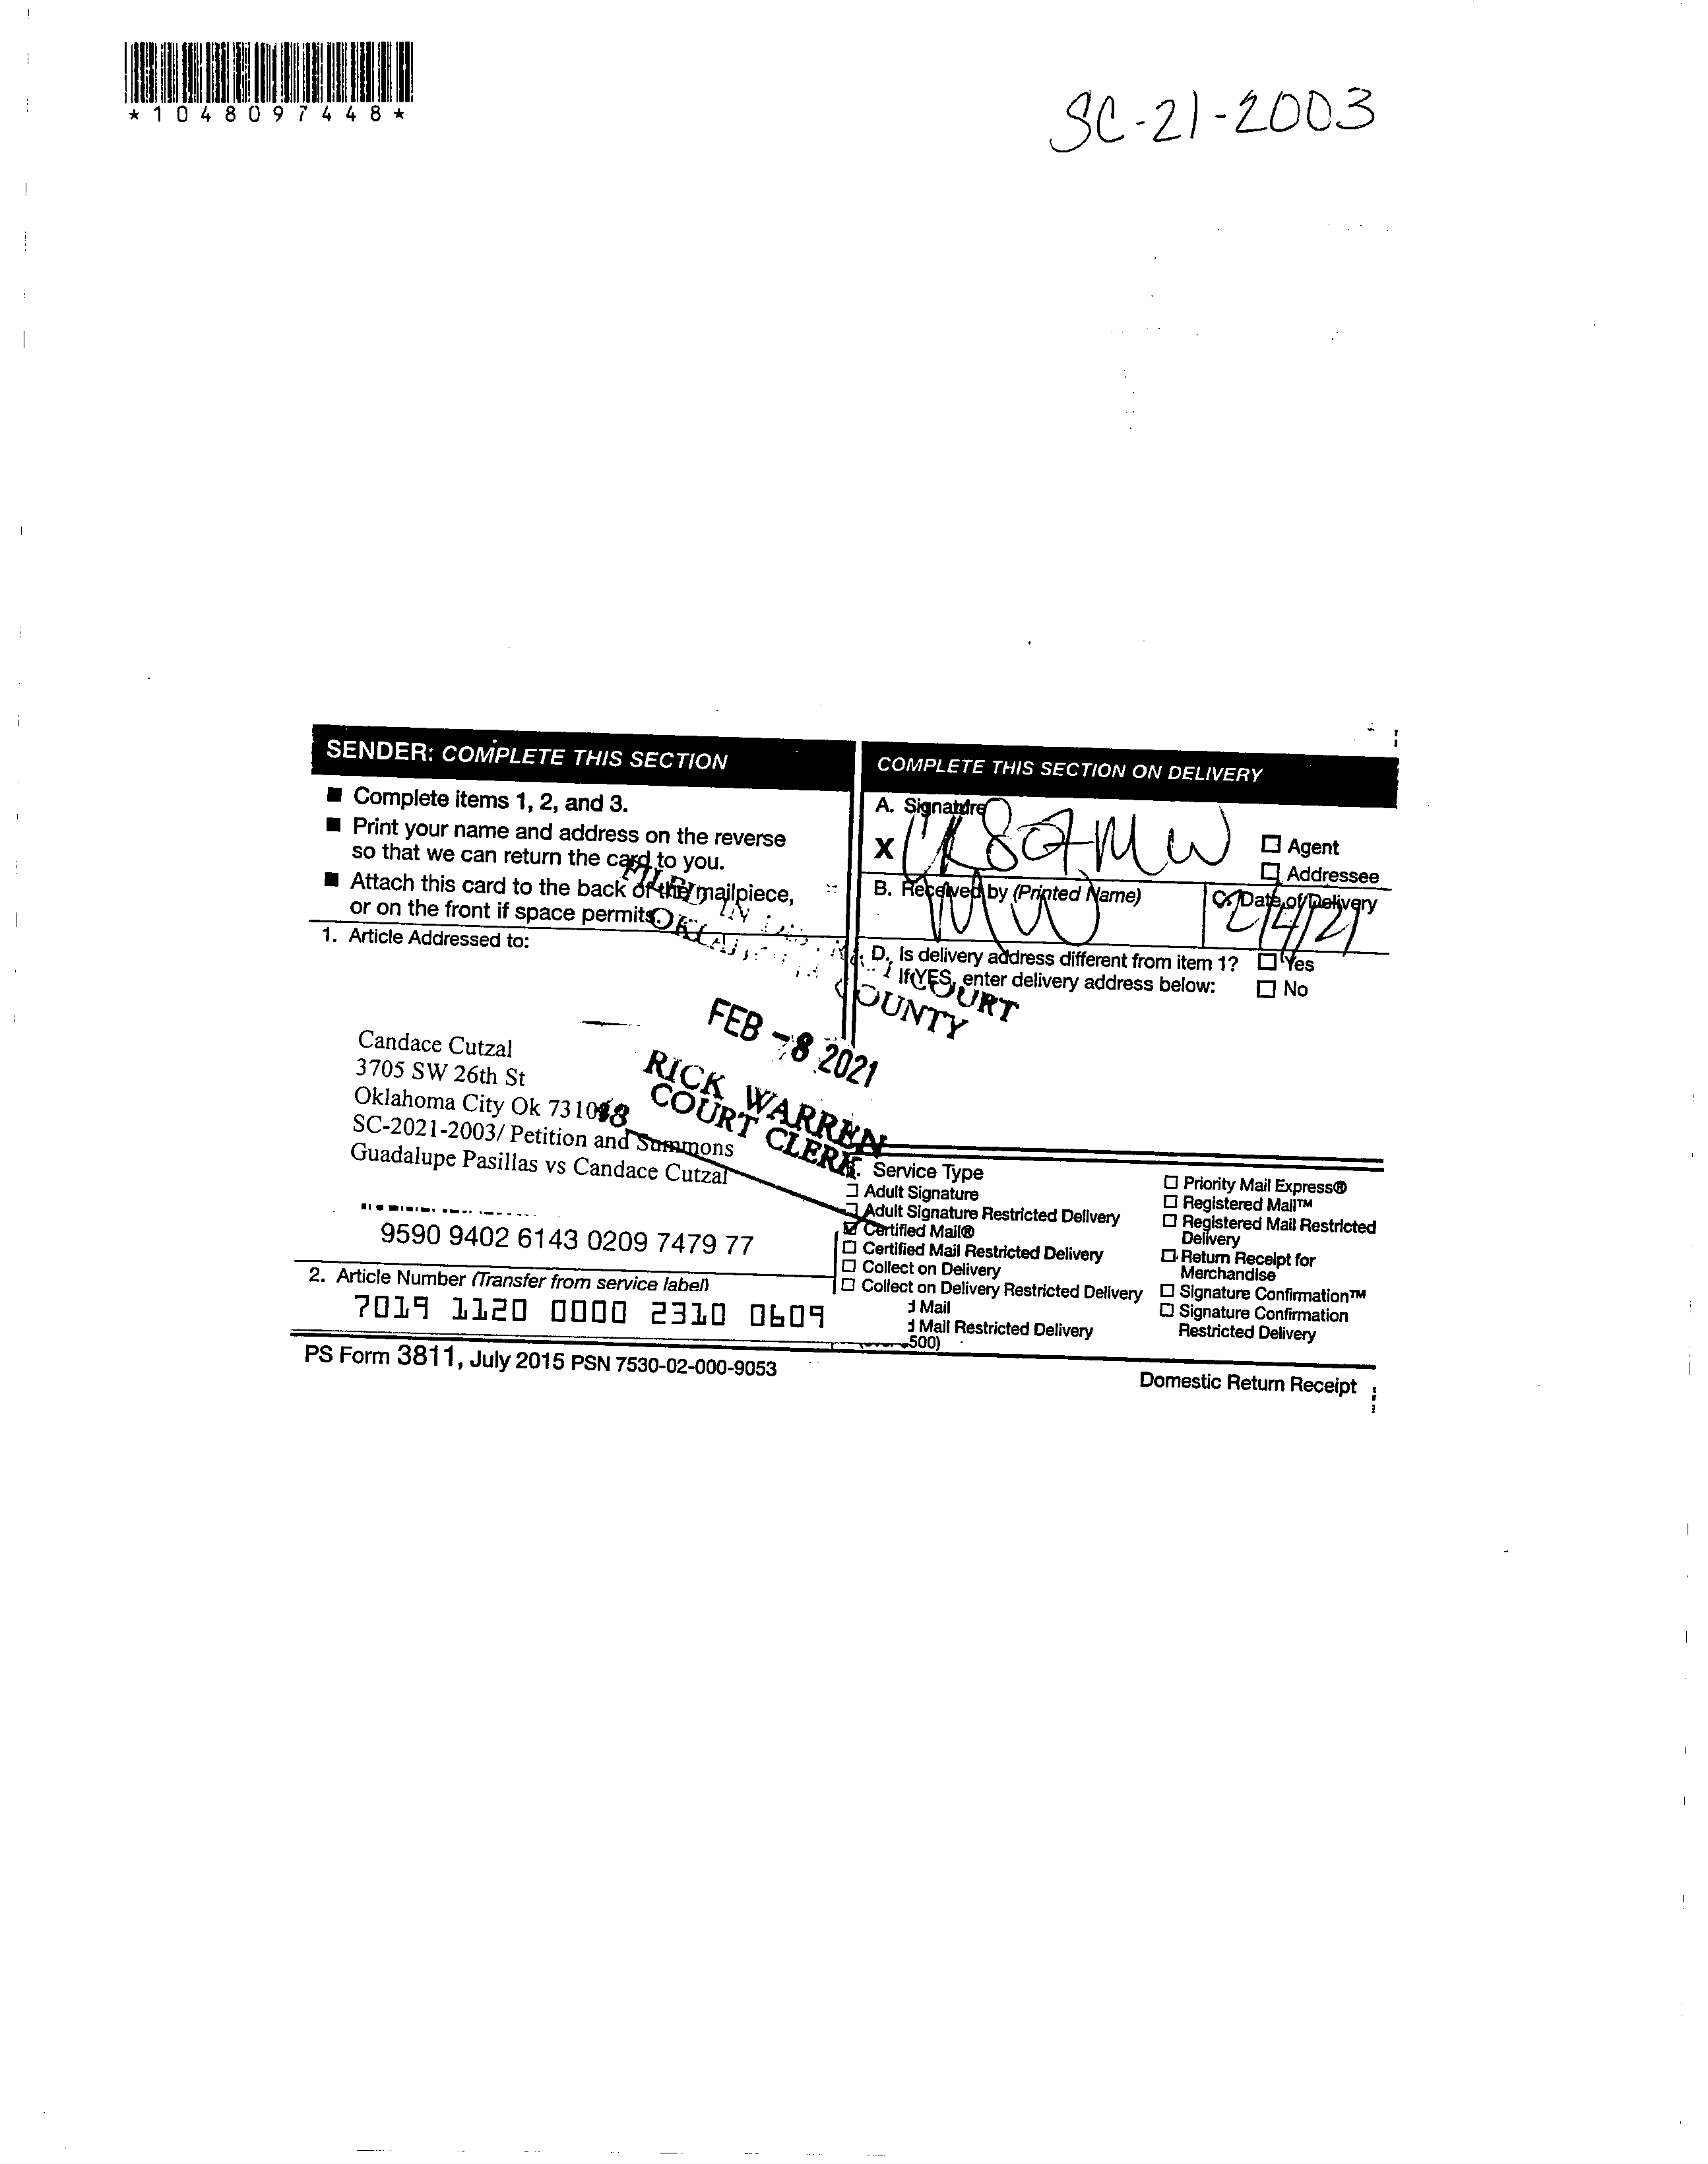 *1048097448*
SC-21-2003
SENDER: COMPLETE THIS SECTION
■ Complete items 1, 2, and 3.
■ Print your name and address on the reverse
so that we can return the card to you.
■ Attach this card to the back of the mailpiece,
or on the front if space permits.
1. Article Addressed to:
Candace Cutzal
3705 SW 26th St
Oklahoma City Ok
SC-2021-2003/ Petition and Summons
Guadalupe Pasillas vs Candace Cutzal
9590 9402 6143 0209 7479 77
2. Article Number (Transfer from service label)
7019 1120 0000 2310 0609
PS Form 3811, July 2015 PSN 7530-02-000-9053
FILED IN
COURT
COUNTY
FEB -8 2021
RICK WARREN
COURT CLERK
COMPLETE THIS SECTION ON DELIVERY
A. Signature
X
☐ Agent
☐ Addressee
B. Received by (Printed Name)
MW
C. Date of Delivery
2/4/21
D. Is delivery address different from item 1? ☐ Yes
If YES, enter delivery address below: ☐ No
Service Type
Adult Signature
Adult Signature Restricted Delivery
☑ Certified Mail®
☐ Certified Mail Restricted Delivery
☐ Collect on Delivery
☐ Collect on Delivery Restricted Delivery
Mail
Mail Restricted Delivery
500)
☐ Priority Mail Express®
☐ Registered Mail™
☐ Registered Mail Restricted
Delivery
☐ Return Receipt for
Merchandise
☐ Signature Confirmation™
☐ Signature Confirmation
Restricted Delivery
Domestic Return Receipt